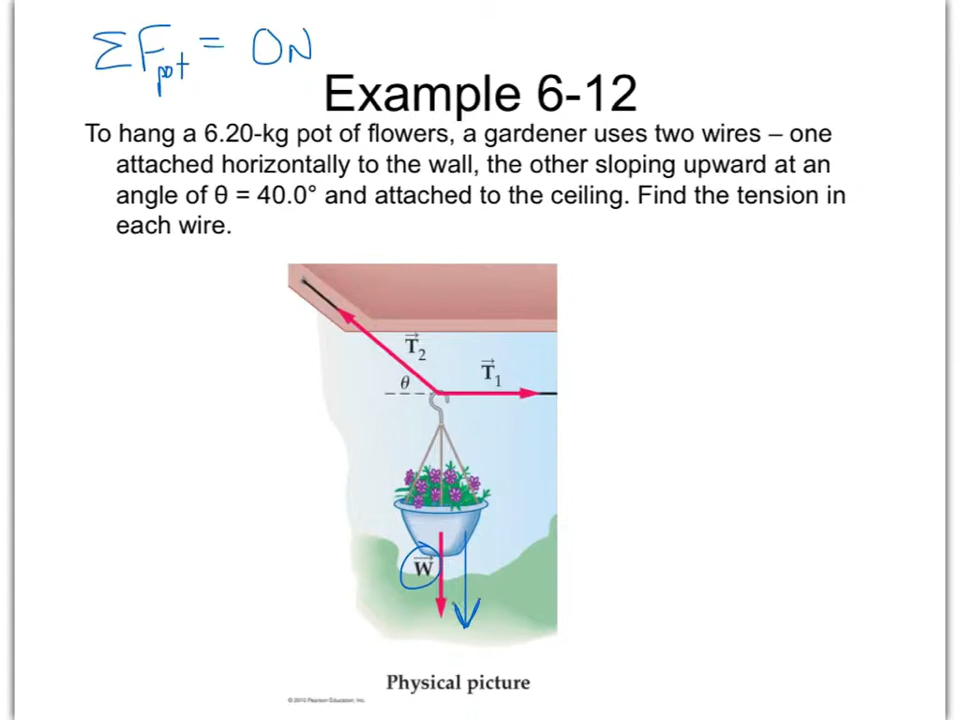 ΣF_pot = 0N
Example 6-12
To hang a 6.20-kg pot of flowers, a gardener uses two wires – one
attached horizontally to the wall, the other sloping upward at an
angle of θ = 40.0° and attached to the ceiling. Find the tension in
each wire.
T⃗₂
T⃗₁
θ
W⃗
Physical picture
© 2010 Pearson Education, Inc.